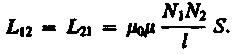 L₁₂ = L₂₁ = μ₀μ N₁N₂/l S.